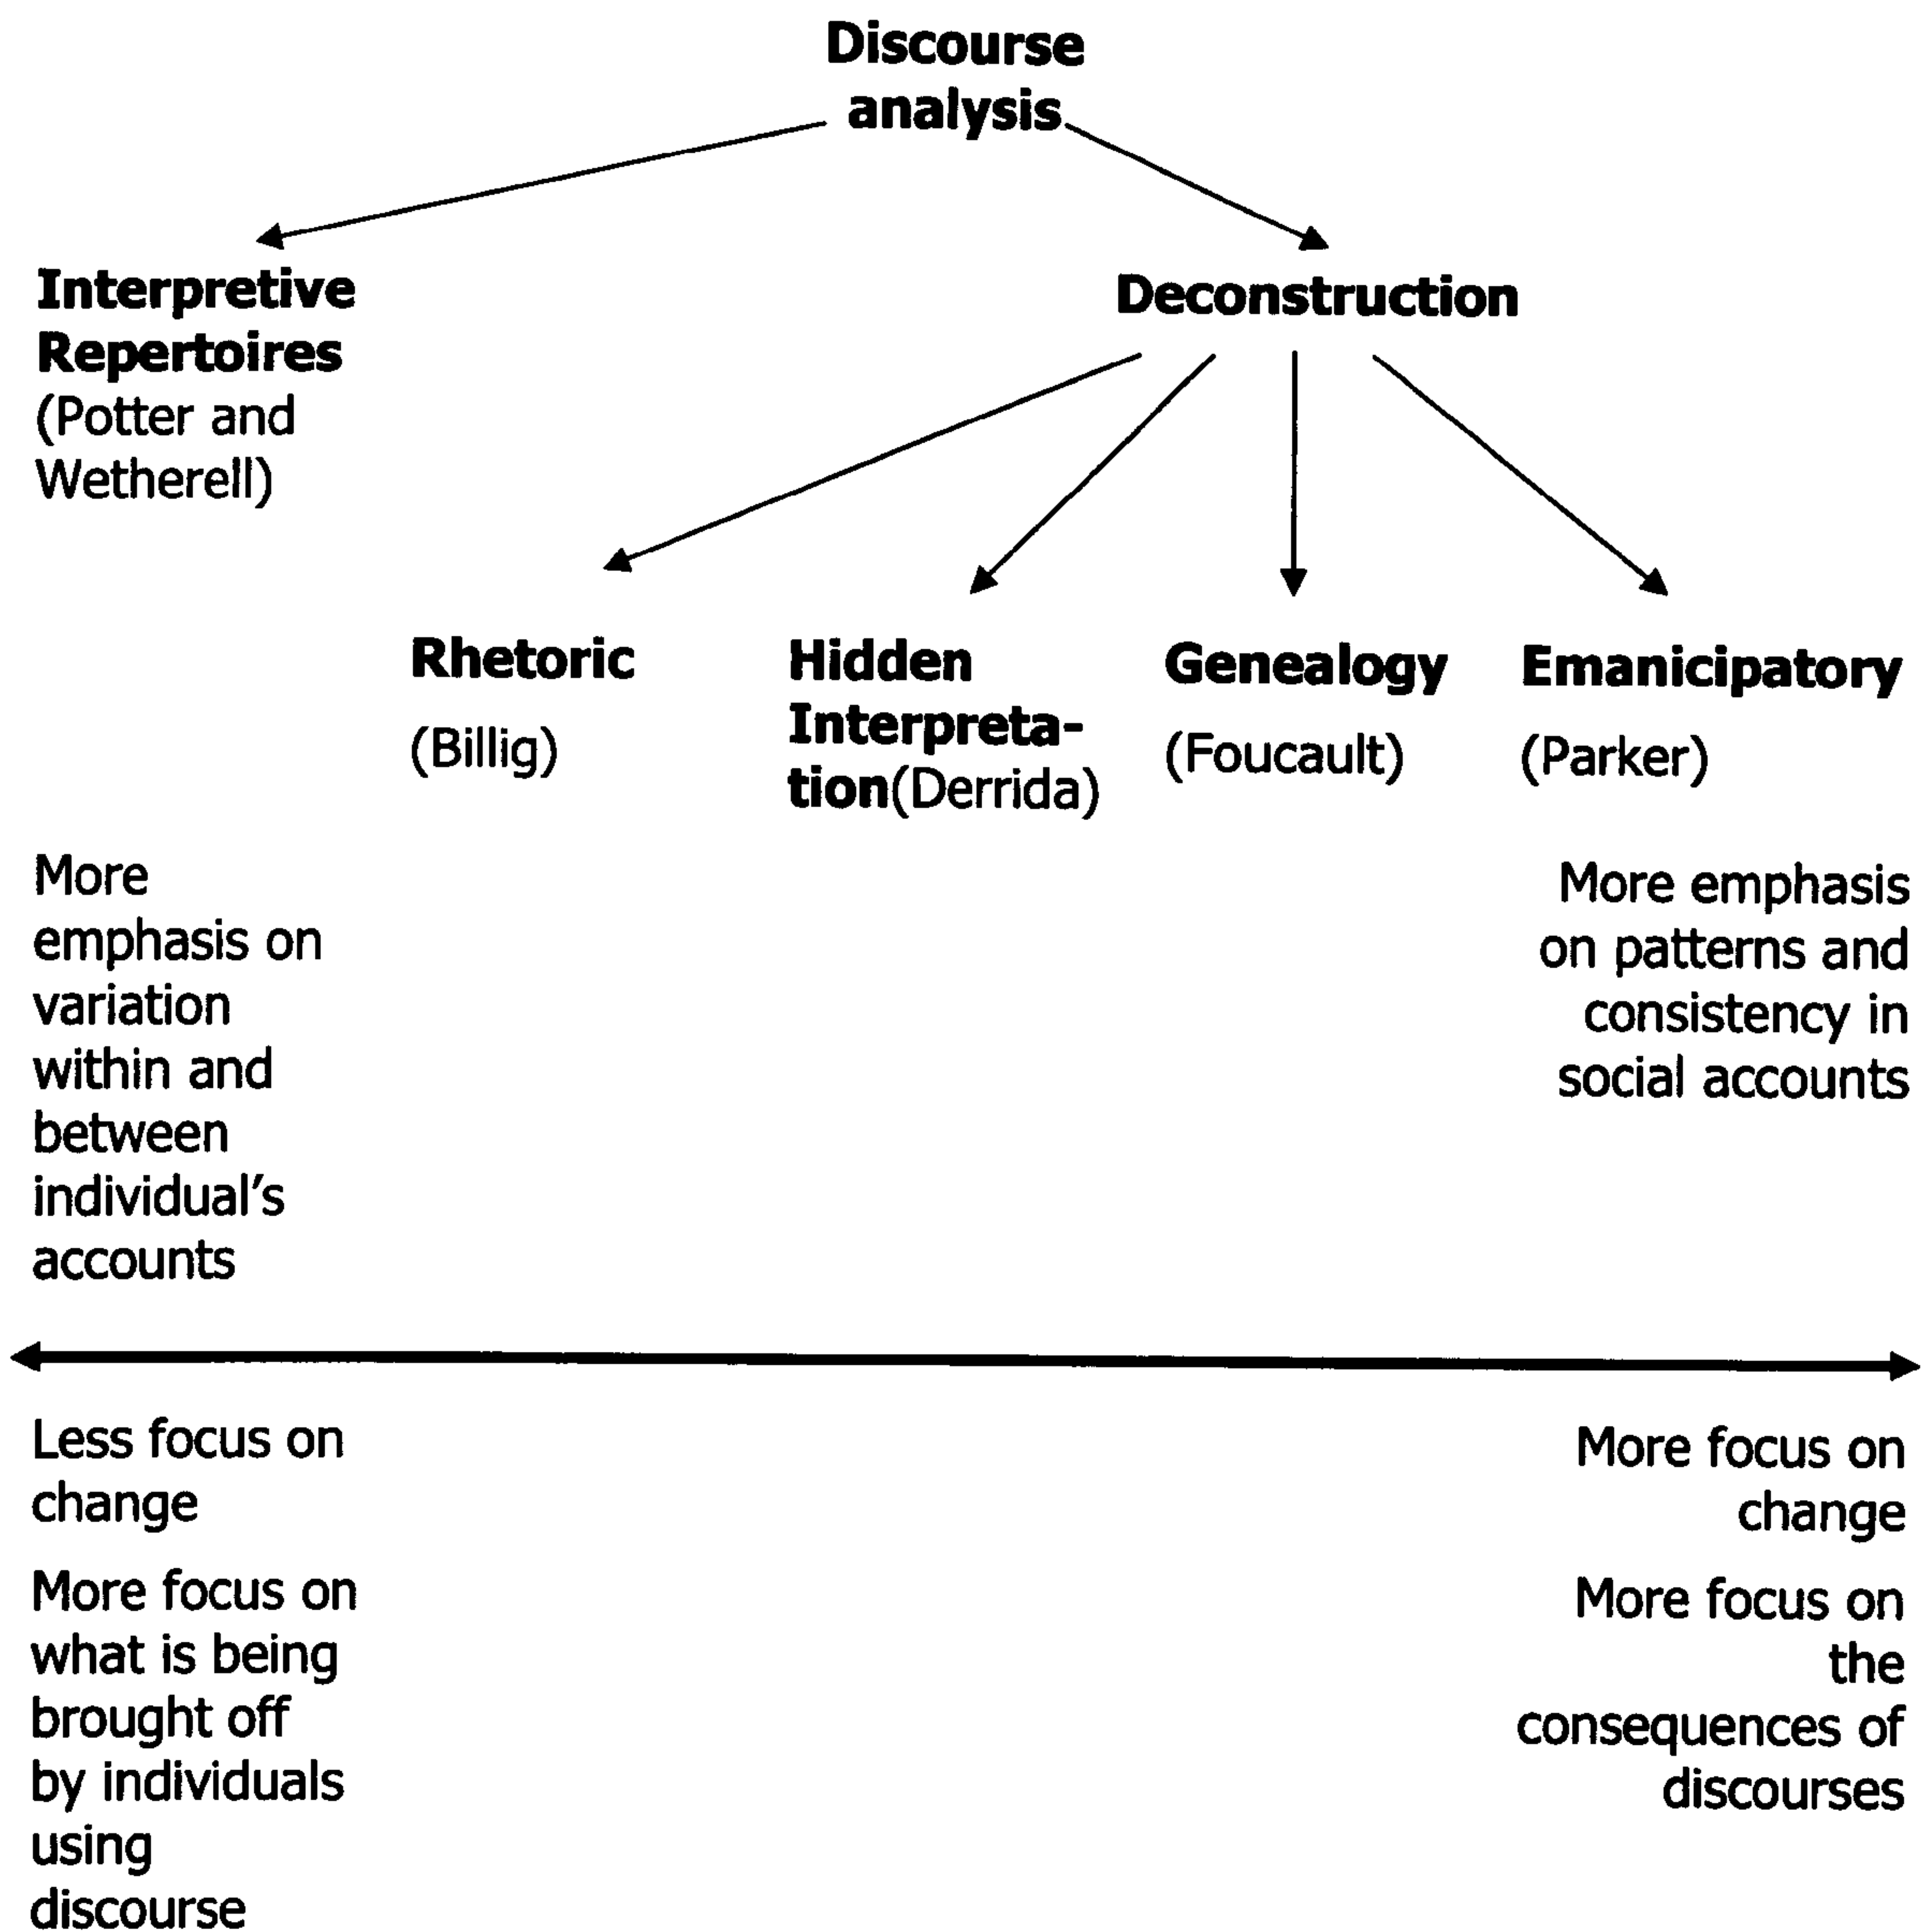 Discourse
analysis
Interpretive
Repertoires
(Potter and
Wetherell)
Deconstruction
Rhetoric
(Billig)
Hidden
Interpreta-
tion(Derrida)
Genealogy
(Foucault)
Emanicipatory
(Parker)
More
emphasis on
variation
within and
between
individual's
accounts
More emphasis
on patterns and
consistency in
social accounts
Less focus on
change
More focus on
what is being
brought off
by individuals
using
discourse
More focus on
change
More focus on
the
consequences of
discourses